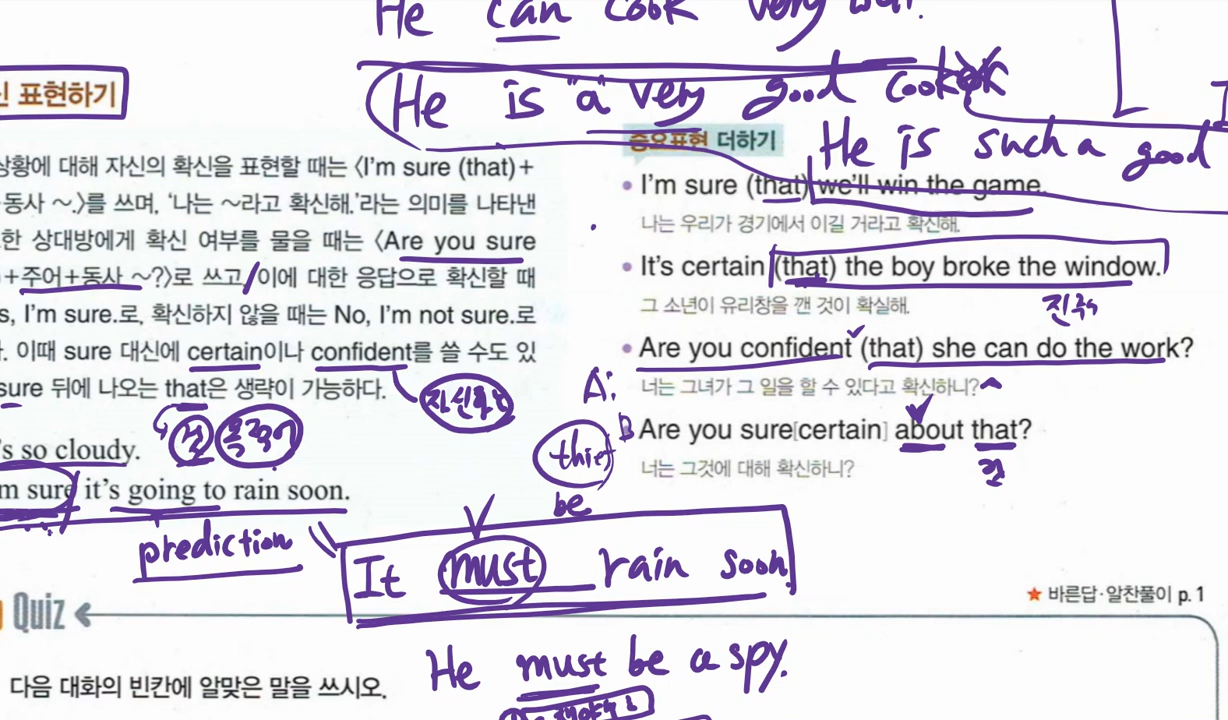 He can cook very well.
He is "a" very good cook
He is such a good
신 표현하기
상황에 대해 자신의 확신을 표현할 때는 〈I'm sure (that)+
동사 ~.〉를 쓰며, '나는 ~라고 확신해.'라는 의미를 나타낸
한 상대방에게 확신 여부를 물을 때는 〈Are you sure
+주어+동사 ~?〉로 쓰고, 이에 대한 응답으로 확신할 때
s, I'm sure.로, 확신하지 않을 때는 No, I'm not sure.로
. 이때 sure 대신에 certain이나 confident를 쓸 수도 있
sure 뒤에 나오는 that은 생략이 가능하다.
's so cloudy.
m sure it's going to rain soon.
prediction
중요표현 더하기
• I'm sure (that) we'll win the game.
나는 우리가 경기에서 이길 거라고 확신해.
• It's certain (that) the boy broke the window.
그 소년이 유리창을 깬 것이 확실해.
진주
• Are you confident (that) she can do the work?
너는 그녀가 그 일을 할 수 있다고 확신하니?
A:
B
Are you sure[certain] about that?
너는 그것에 대해 확신하니?
thief
be
It must rain soon.
★ 바른답·알찬풀이 p. 1
Quiz
다음 대화의 빈칸에 알맞은 말을 쓰시오.
He must be a spy.